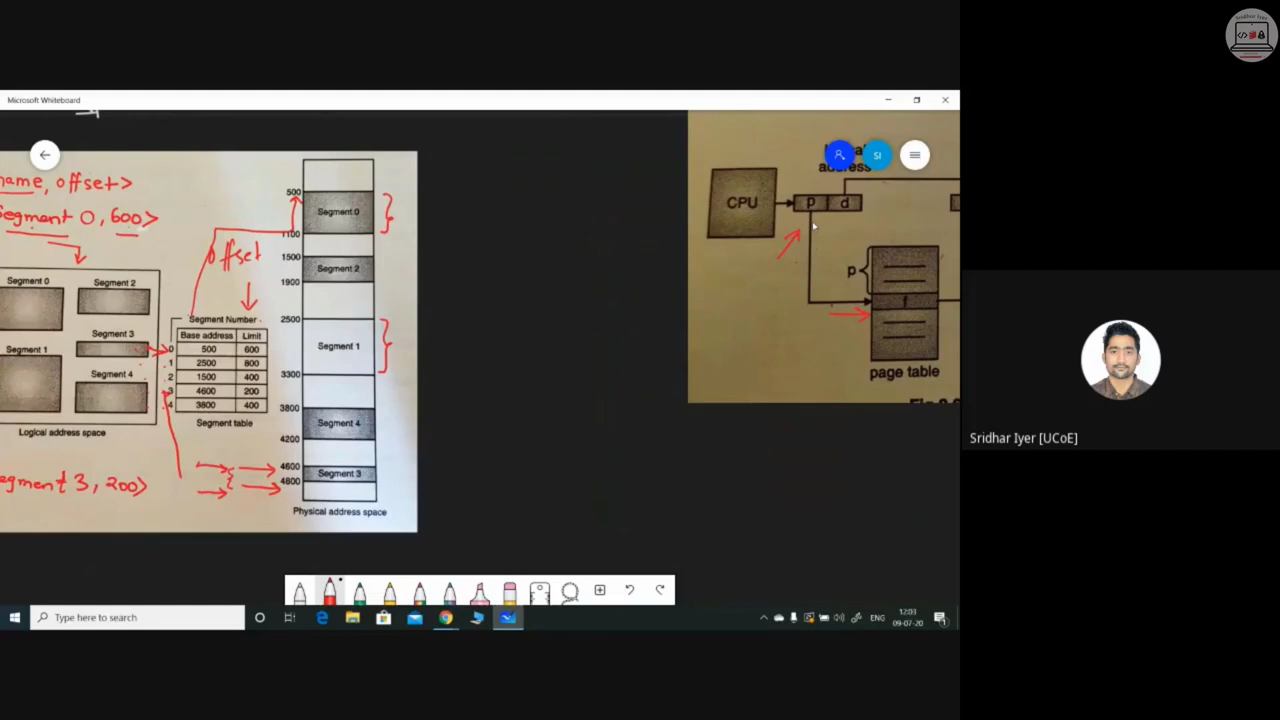 Sridhar Iyer
Microsoft Whiteboard
name, offset>
Segment 0, 600>
Segment 0
Segment 2
Segment 3
Segment 1
Segment 4
Logical address space
egment 3, 200>
offset
Segment Number
Base address Limit
0 500 600
1 2500 800
2 1500 400
3 4600 200
4 3800 400
Segment table
500
Segment 0
1100
1500
Segment 2
1900
2500
Segment 1
3300
3800
Segment 4
4200
4600
Segment 3
4800
Physical address space
SI
address
CPU
p d
p
f
page table
Sridhar Iyer [UCoE]
Type here to search
ENG
12:03
09-07-20